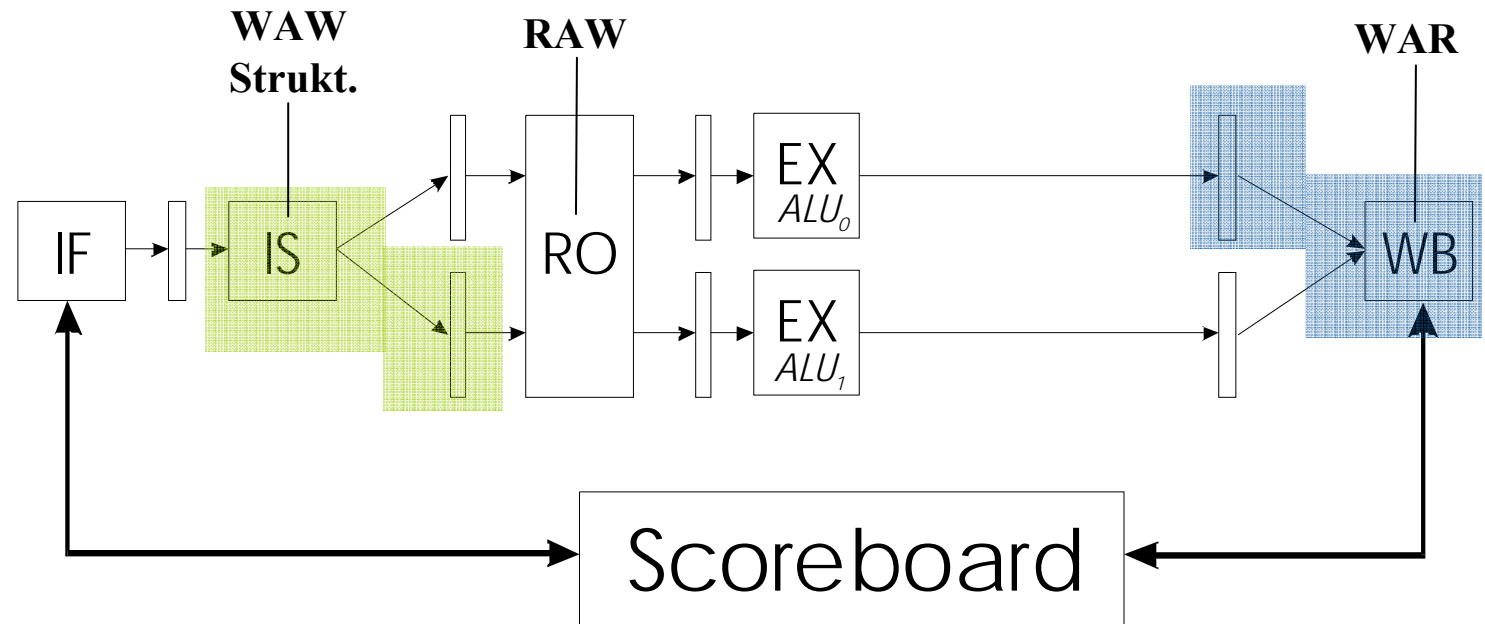 WAW
Strukt.
RAW
WAR
IF
IS
RO
EX
ALU₀
EX
ALU₁
WB
Scoreboard